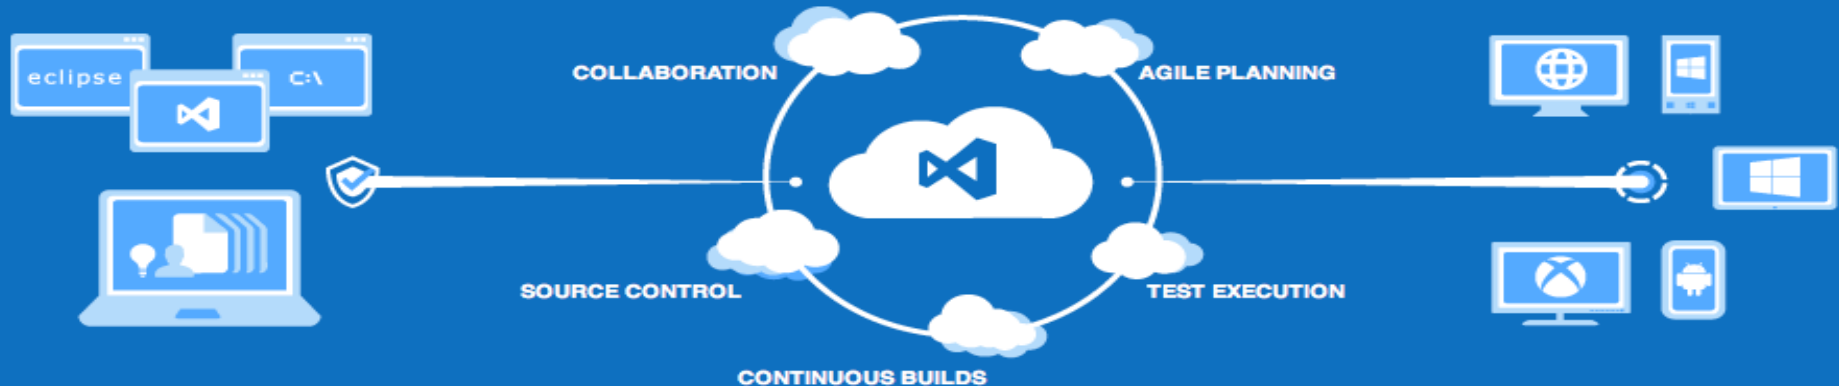 eclipse
C:\
COLLABORATION
AGILE PLANNING
SOURCE CONTROL
TEST EXECUTION
CONTINUOUS BUILDS